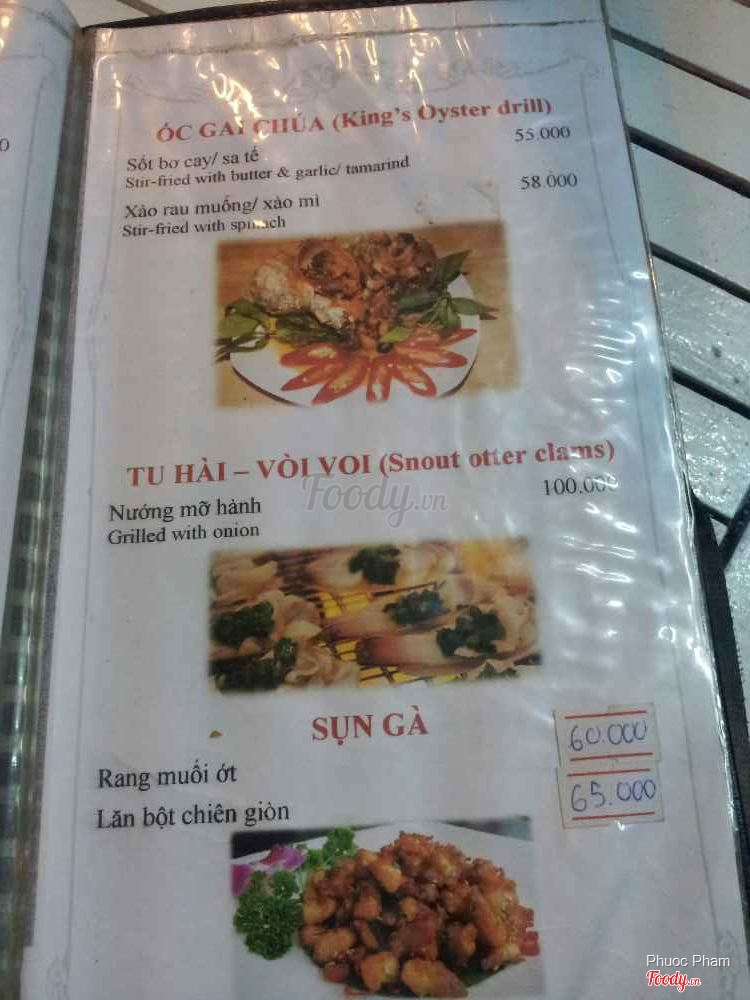 ỐC GAI CHÚA (King's Oyster drill)
Sốt bơ cay/ sa tế 55.000
Stir-fried with butter & garlic/ tamarind
Xào rau muống/ xào mì 58.000
Stir-fried with spinach
TU HÀI – VÒI VOI (Snout otter clams)
Foody.vn
Nướng mỡ hành 100.000
Grilled with onion
SỤN GÀ
Rang muối ớt 60.000
Lăn bột chiên giòn 65.000
Phuoc Pham
Foody.vn